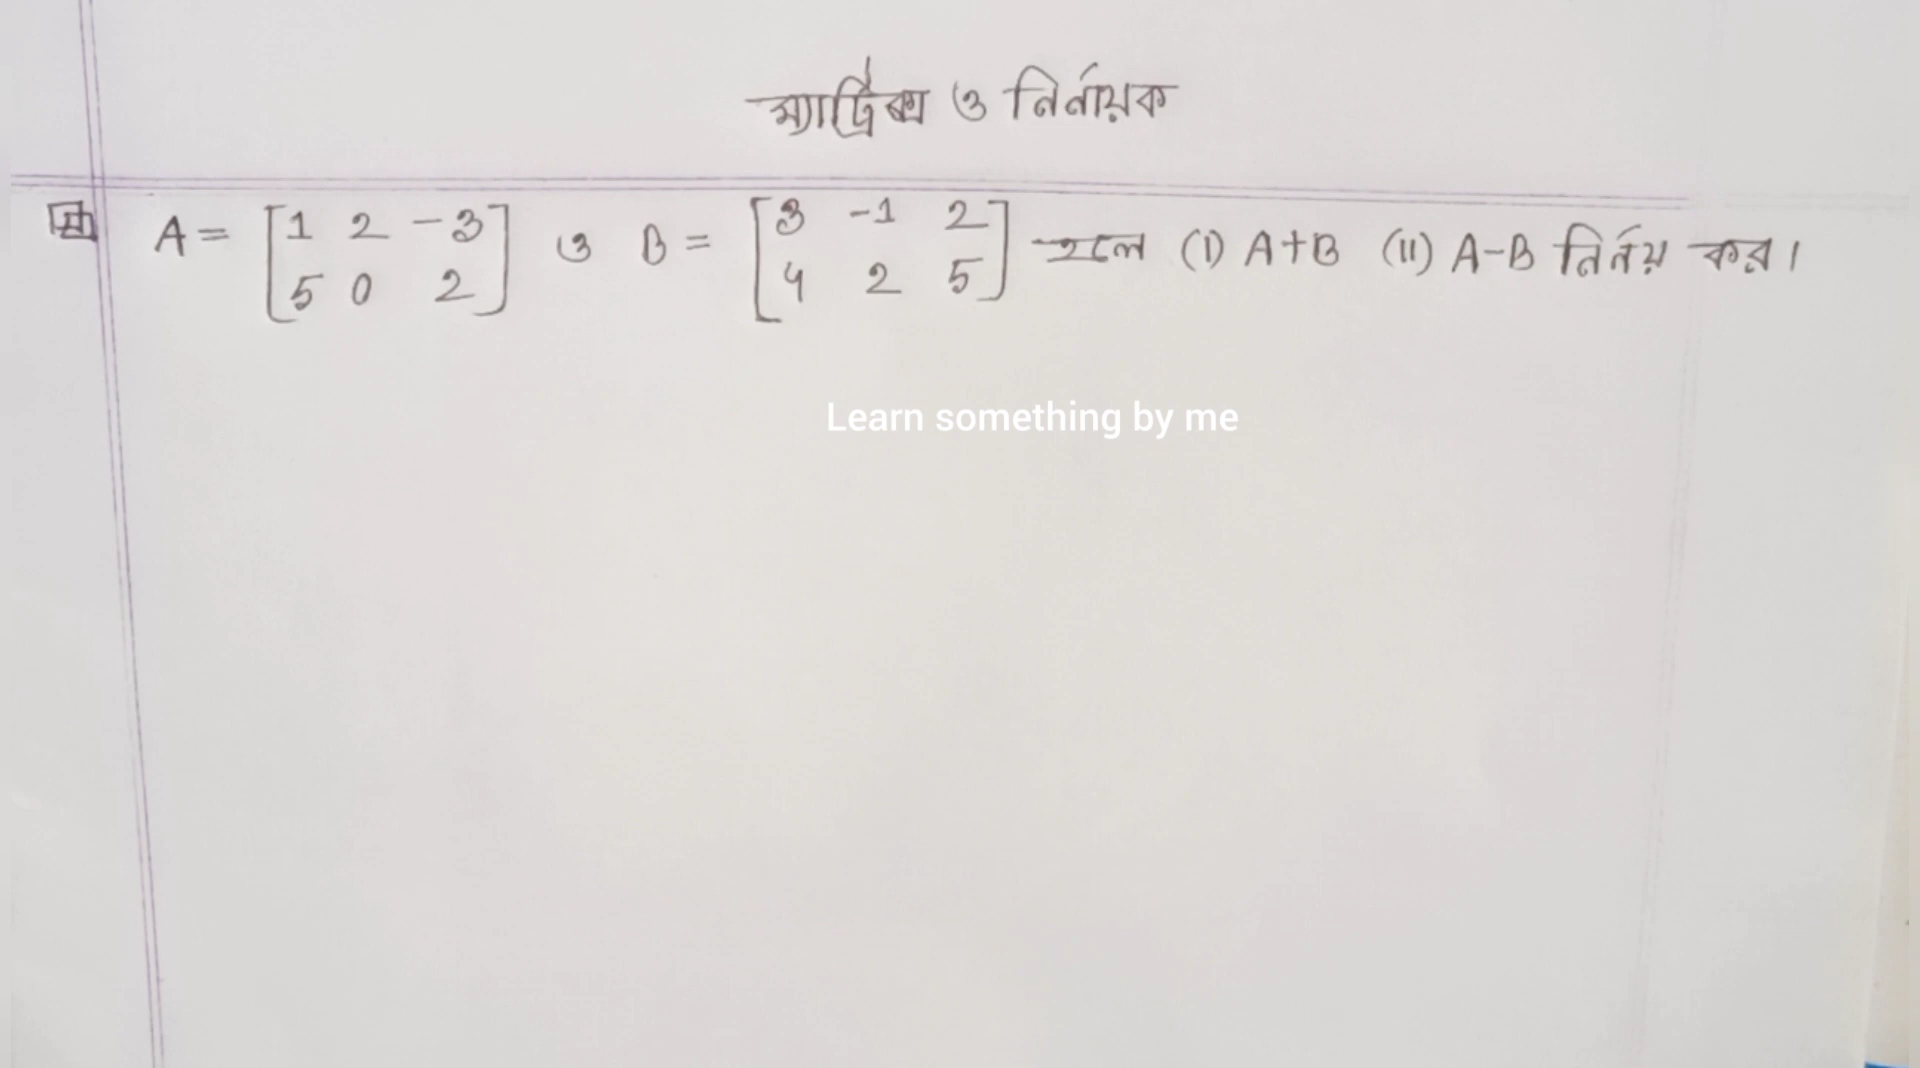 ম্যাট্রিক্স ও নির্নায়ক
A = [1 2 -3] ও B = [3 -1 2] হলে (i) A+B (ii) A-B নির্নয় কর।
[5 0 2] [4 2 5]
Learn something by me